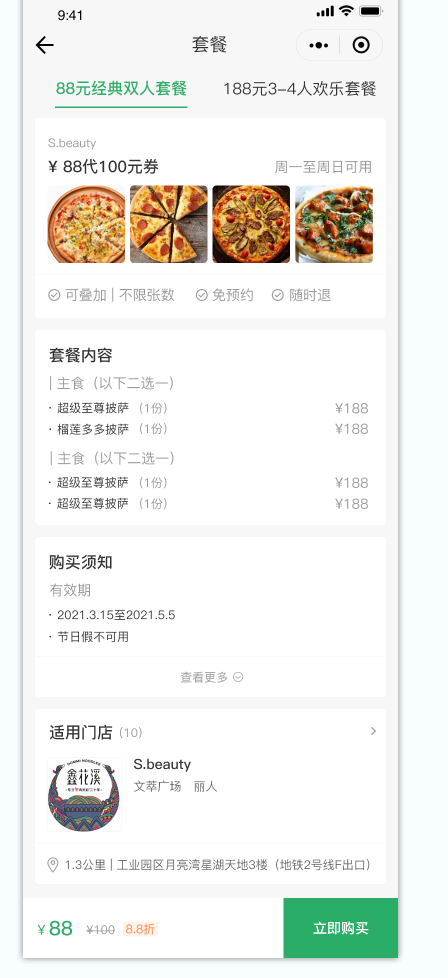 9:41
套餐
88元经典双人套餐 188元3-4人欢乐套餐
S.beauty
¥ 88代100元券 周一至周日可用
可叠加 | 不限张数 免预约 随时退
套餐内容
| 主食（以下二选一）
· 超级至尊披萨（1份） ¥188
· 榴莲多多披萨（1份） ¥188
| 主食（以下二选一）
· 超级至尊披萨（1份） ¥188
· 超级至尊披萨（1份） ¥188
购买须知
有效期
· 2021.3.15至2021.5.5
· 节日假不可用
查看更多
适用门店（10）
鑫花溪
S.beauty
文萃广场 丽人
1.3公里 | 工业园区月亮湾星湖天地3楼（地铁2号线F出口）
¥ 88 ¥100 8.8折 立即购买